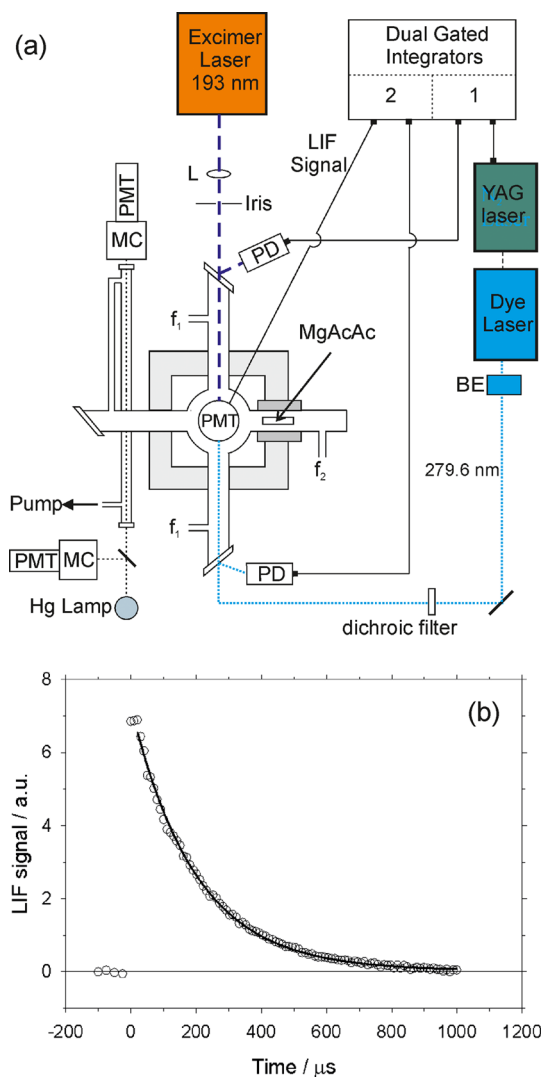 (a)
Excimer
Laser
193 nm
Dual Gated
Integrators
2
1
LIF
Signal
L
Iris
PMT
MC
PD
YAG
laser
Dye
Laser
f₁
MgAcAc
BE
PMT
f₂
279.6 nm
Pump
f₁
PMT
MC
PD
Hg Lamp
dichroic filter
(b)
LIF signal / a.u.
8
6
4
2
0
-200
0
200
400
600
800
1000
1200
Time / μs